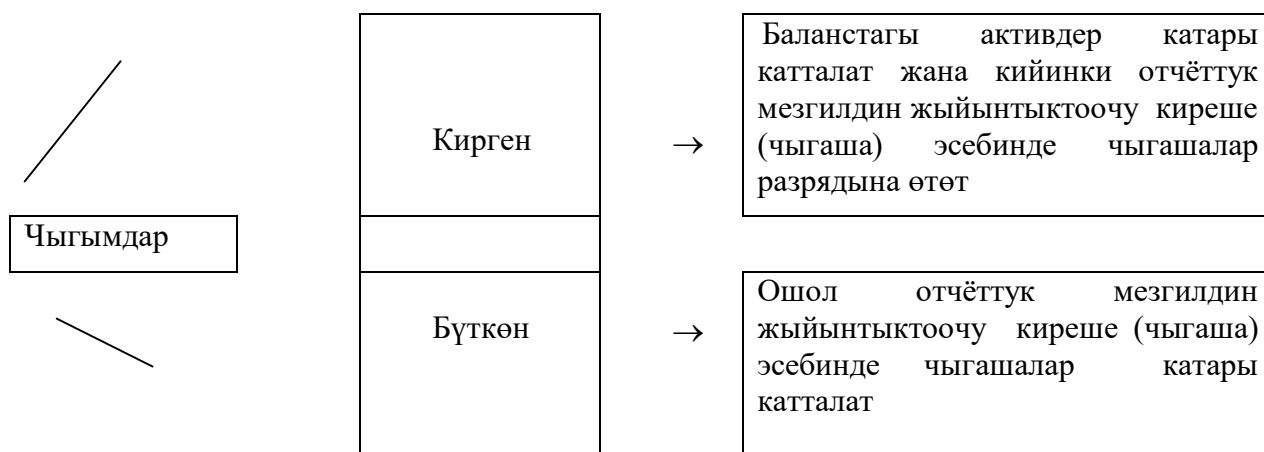 Чыгымдар
Кирген
→
Баланстагы активдер катары
катталат жана кийинки отчёттук
мезгилдин жыйынтыктоочу киреше
(чыгаша) эсебинде чыгашалар
разрядына өтөт
Бүткөн
→
Ошол отчёттук мезгилдин
жыйынтыктоочу киреше (чыгаша)
эсебинде чыгашалар катары
катталат